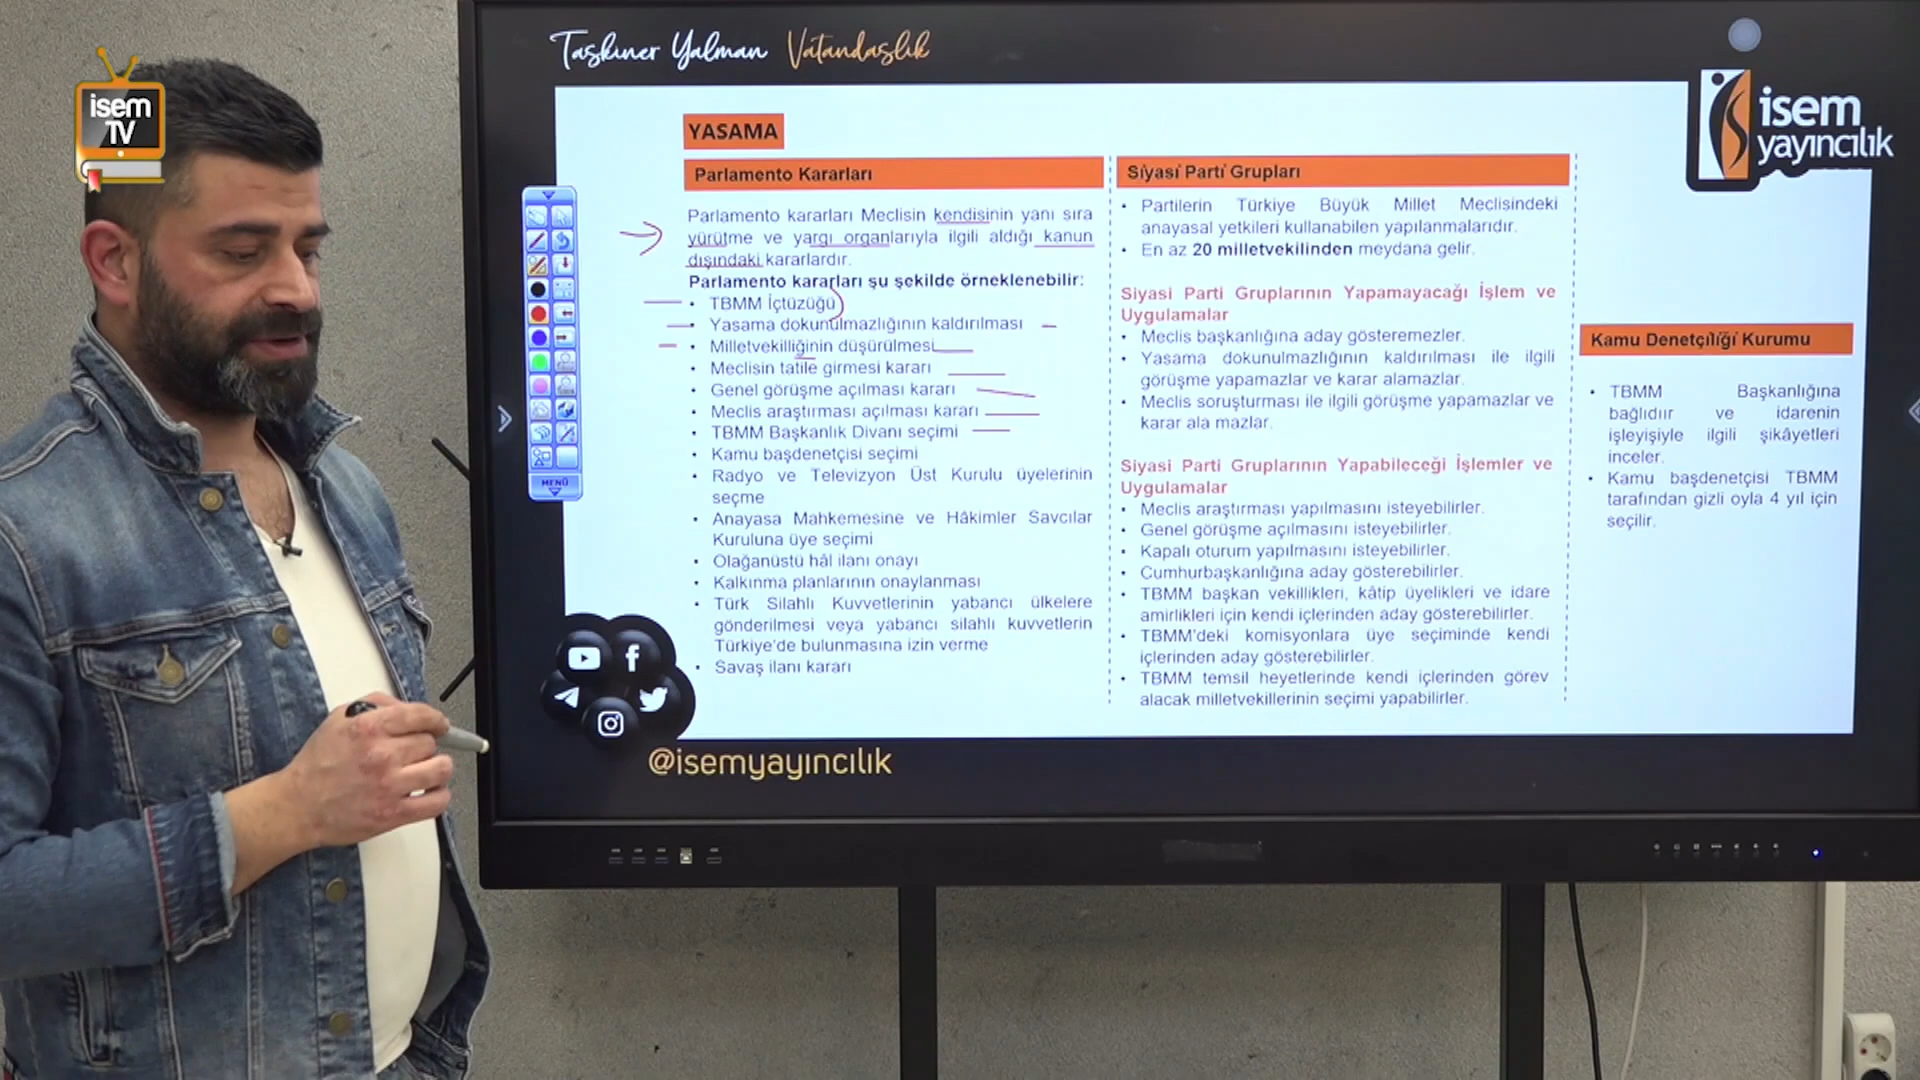 isem
TV
Taşkıner Yalman Vatandaşlık
isem
yayıncılık
YASAMA
Parlamento Kararları
Parlamento kararları Meclisin kendisinin yanı sıra
yürütme ve yargı organlarıyla ilgili aldığı kanun
dışındaki kararlardır.
Parlamento kararları şu şekilde örneklenebilir:
• TBMM İçtüzüğü
• Yasama dokunulmazlığının kaldırılması
• Milletvekilliğinin düşürülmesi
• Meclisin tatile girmesi kararı
• Genel görüşme açılması kararı
• Meclis araştırması açılması kararı
• TBMM Başkanlık Divanı seçimi
• Kamu başdenetçisi seçimi
• Radyo ve Televizyon Üst Kurulu üyelerinin
seçme
• Anayasa Mahkemesine ve Hâkimler Savcılar
Kuruluna üye seçimi
• Olağanüstü hâl ilanı onayı
• Kalkınma planlarının onaylanması
• Türk Silahlı Kuvvetlerinin yabancı ülkelere
gönderilmesi veya yabancı silahlı kuvvetlerin
Türkiye'de bulunmasına izin verme
• Savaş ilanı kararı
Siyasi Parti Grupları
• Partilerin Türkiye Büyük Millet Meclisindeki
anayasal yetkileri kullanabilen yapılanmalarıdır.
• En az 20 milletvekilinden meydana gelir.
Siyasi Parti Gruplarının Yapamayacağı İşlem ve
Uygulamalar
• Meclis başkanlığına aday gösteremezler.
• Yasama dokunulmazlığının kaldırılması ile ilgili
görüşme yapamazlar ve karar alamazlar.
• Meclis soruşturması ile ilgili görüşme yapamazlar ve
karar ala mazlar.
Siyasi Parti Gruplarının Yapabileceği İşlemler ve
Uygulamalar
• Meclis araştırması yapılmasını isteyebilirler.
• Genel görüşme açılmasını isteyebilirler.
• Kapalı oturum yapılmasını isteyebilirler.
• Cumhurbaşkanlığına aday gösterebilirler.
• TBMM başkan vekillikleri, kâtip üyelikleri ve idare
amirlikleri için kendi içlerinden aday gösterebilirler.
• TBMM'deki komisyonlara üye seçiminde kendi
içlerinden aday gösterebilirler.
• TBMM temsil heyetlerinde kendi içlerinden görev
alacak milletvekillerinin seçimi yapabilirler.
Kamu Denetçiliği Kurumu
• TBMM Başkanlığına
bağlıdıır ve idarenin
işleyişiyle ilgili şikâyetleri
inceler.
• Kamu başdenetçisi TBMM
tarafından gizli oyla 4 yıl için
seçilir.
MENÜ
@isemyayıncılık